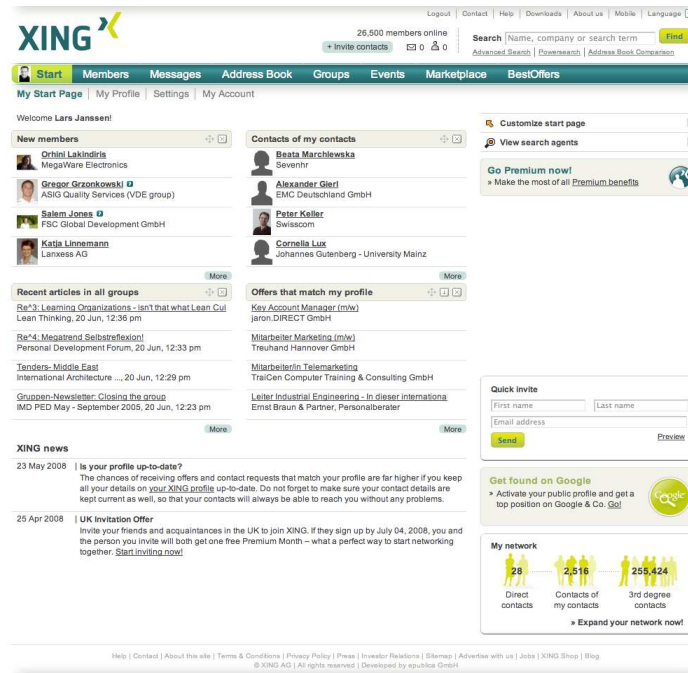 Logout | Contact | Help | Downloads | About us | Mobile | Language
XING
26,500 members online
+ Invite contacts 0 0
Search Name, company or search term Find
Advanced Search | Powersearch | Address Book Comparison
Start Members Messages Address Book Groups Events Marketplace BestOffers
My Start Page | My Profile | Settings | My Account
Welcome Lars Janssen!
New members
Orhini Lakindiris
MegaWare Electronics
Gregor Grzonkowski
ASIG Quality Services (VDE group)
Salem Jones
FSC Global Development GmbH
Katja Linnemann
Lanxess AG
More
Contacts of my contacts
Beata Marchlewska
Sevenhr
Alexander Gierl
EMC Deutschland GmbH
Peter Keller
Swisscom
Cornelia Lux
Johannes Gutenberg - University Mainz
More
Recent articles in all groups
Re^3: Learning Organizations - isn't that what Lean Cul
Lean Thinking, 20 Jun, 12:36 pm
Re^4: Megatrend Selbstreflexion!
Personal Development Forum, 20 Jun, 12:33 pm
Tenders- Middle East
International Architecture ..., 20 Jun, 12:29 pm
Gruppen-Newsletter: Closing the group
IMD PED May - September 2005, 20 Jun, 12:23 pm
More
Offers that match my profile
Key Account Manager (m/w)
jaron.DIRECT GmbH
Mitarbeiter Marketing (m/w)
Treuhand Hannover GmbH
Mitarbeiter/in Telemarketing
TraiCen Computer Training & Consulting GmbH
Leiter Industrial Engineering - In dieser internationa
Ernst Braun & Partner, Personalberater
More
XING news
23 May 2008 | Is your profile up-to-date?
The chances of receiving offers and contact requests that match your profile are far higher if you keep
all your details on your XING profile up-to-date. Do not forget to make sure your contact details are
kept current as well, so that your contacts will always be able to reach you without any problems.
25 Apr 2008 | UK Invitation Offer
Invite your friends and acquaintances in the UK to join XING. If they sign up by July 04, 2008, you and
the person you invite will both get one free Premium Month – what a perfect way to start networking
together. Start inviting now!
Customize start page
View search agents
Go Premium now!
» Make the most of all Premium benefits
Quick invite
First name Last name
Email address
Send Preview
Get found on Google
Activate your public profile and get a
top position on Google & Co. Go!
Google
My network
28 2,516 255,424
Direct contacts
Contacts of my contacts
3rd degree contacts
» Expand your network now!
Help | Contact | About this site | Terms & Conditions | Privacy Policy | Press | Investor Relations | Sitemap | Advertise with us | Jobs | XING Shop | Blog
© XING AG | All rights reserved | Developed by epublica GmbH